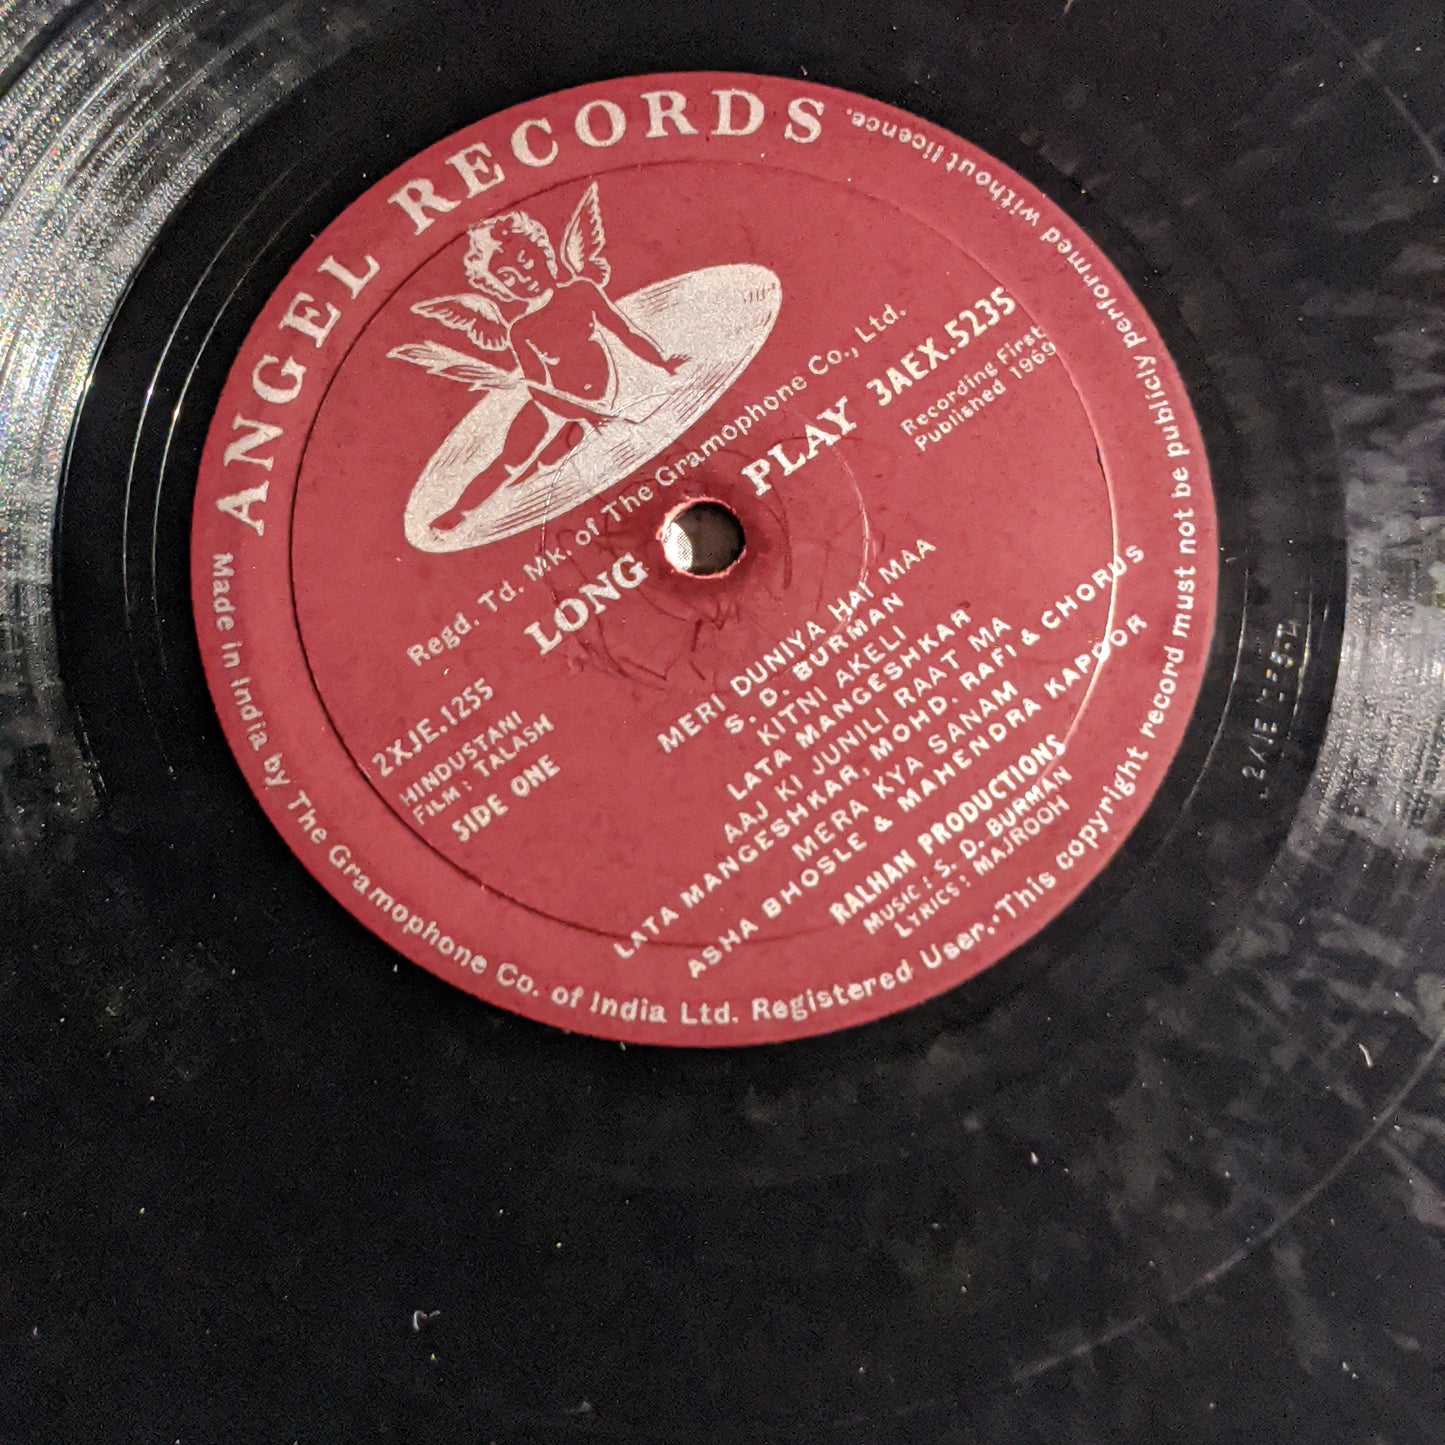 ANGEL RECORDS
Regd. Td. Mk. of The Gramophone Co., Ltd.
LONG PLAY 3AEX.5235
Recording First
Published 1969
2XJE.1255
HINDUSTANI
FILM : TALASH
SIDE ONE
MERI DUNIYA HAI MAA
S. D. BURMAN
KITNI AKELI
LATA MANGESHKAR
AAJ KI JUNILI RAAT MA
LATA MANGESHKAR, MOHD. RAFI & CHORUS
MERA KYA SANAM
ASHA BHOSLE & MAHENDRA KAPOOR
RALHAN PRODUCTIONS
MUSIC : S. D. BURMAN
LYRICS : MAJROOH
Made in India by The Gramophone Co. of India Ltd. Registered User. • This copyright record must not be publicly performed without licence.
2XJE